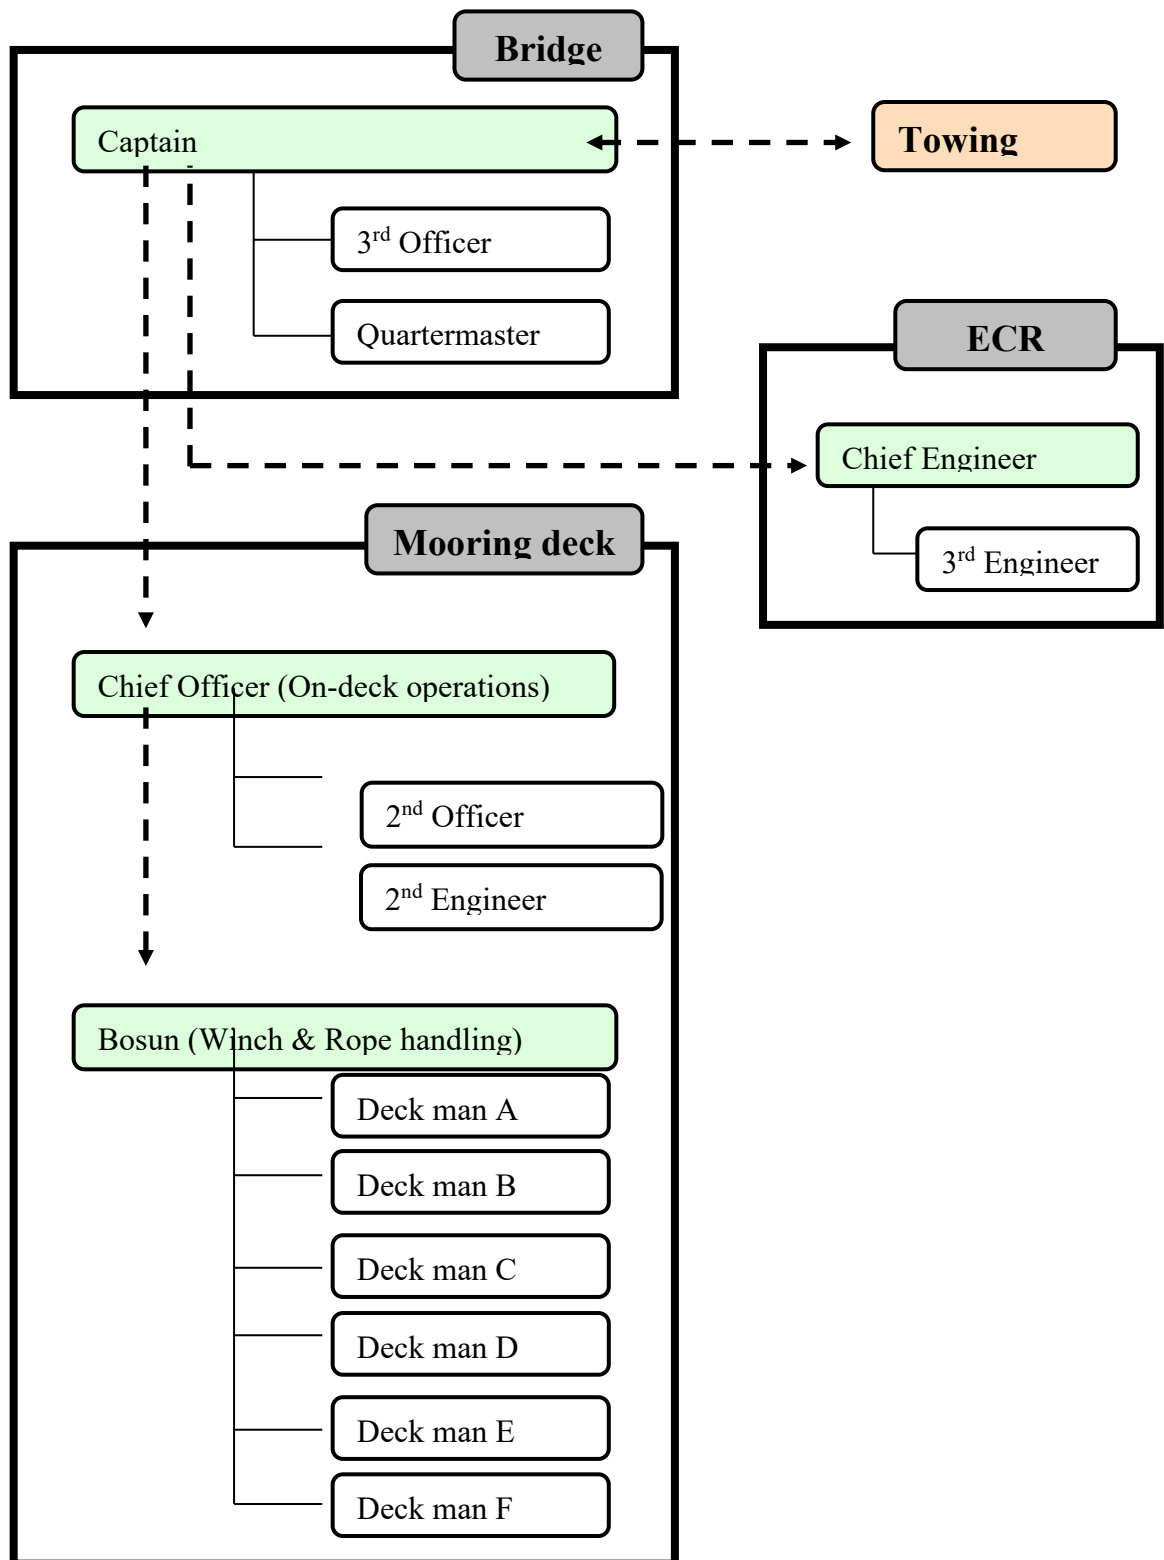 Bridge
Captain
Towing
3rd Officer
Quartermaster
ECR
Chief Engineer
3rd Engineer
Mooring deck
Chief Officer (On-deck operations)
2nd Officer
2nd Engineer
Bosun (Winch & Rope handling)
Deck man A
Deck man B
Deck man C
Deck man D
Deck man E
Deck man F